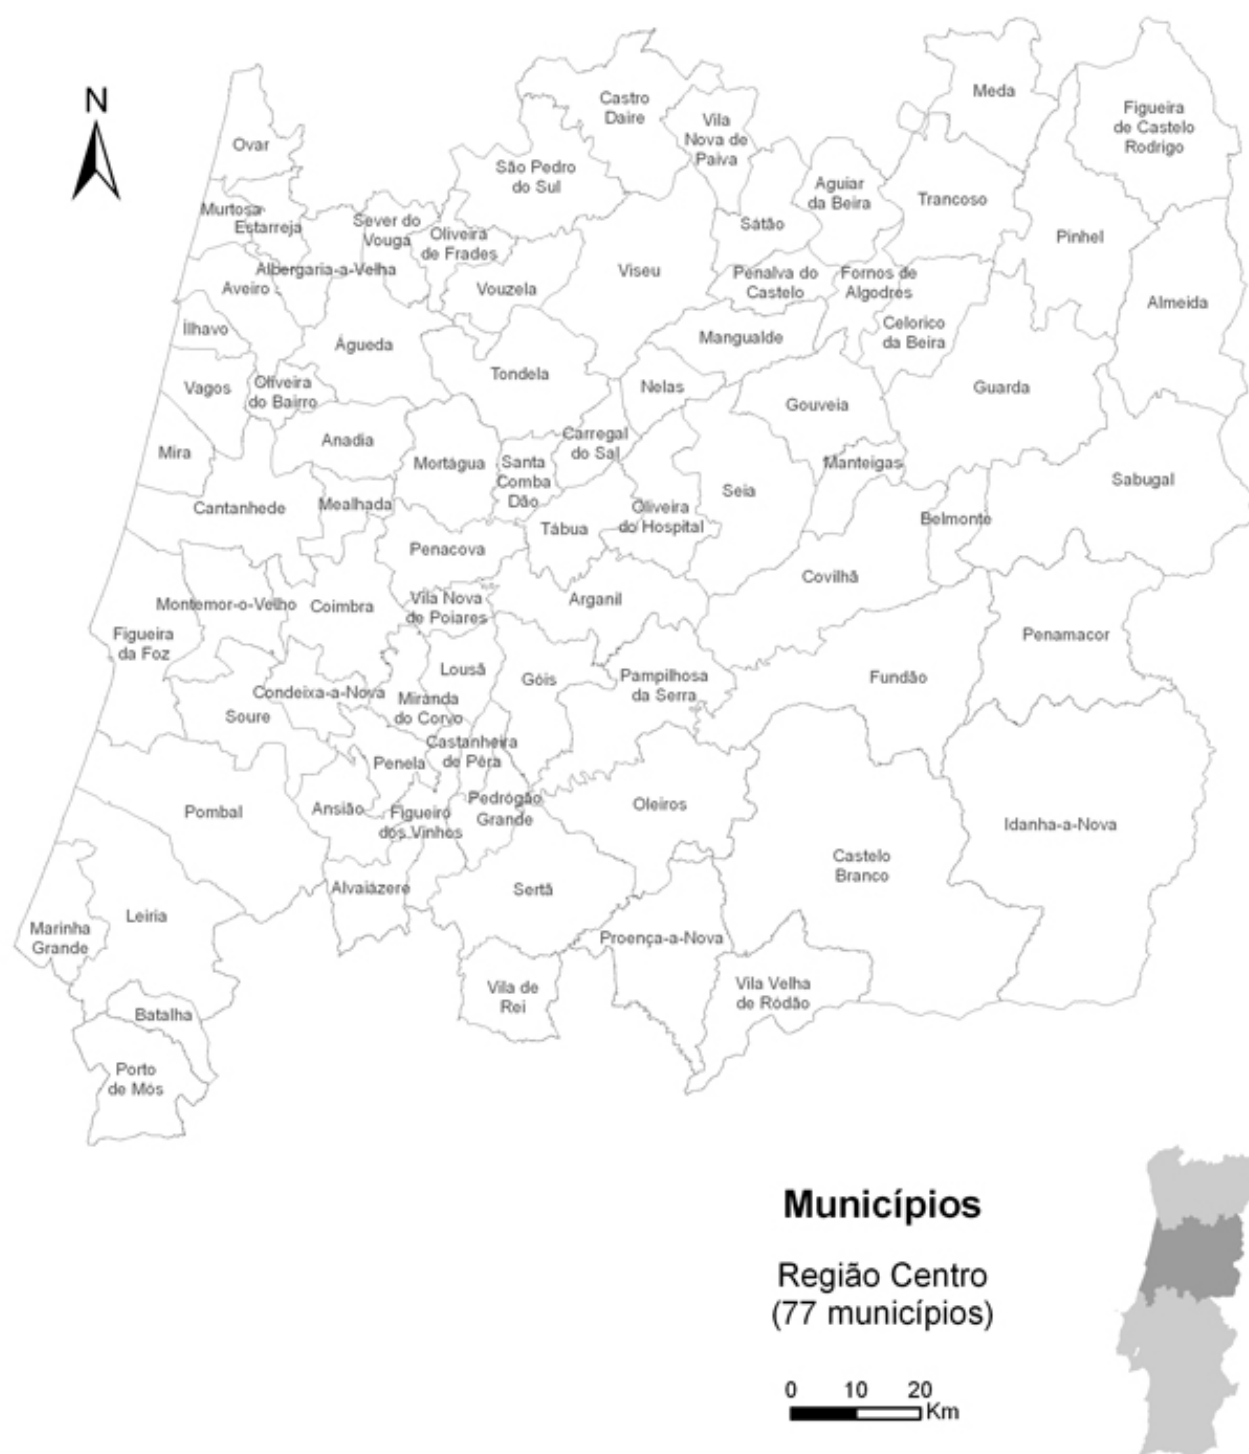 N
Castro
Daire
Meda
Figueira
de Castelo
Rodrigo
Ovar
Vila
Nova de
Paiva
São Pedro
do Sul
Aguiar
da Beira
Trancoso
Murtosa
Estarreja
Sever do
Vouga
Oliveira
de Frades
Sátão
Pinhel
Albergaria-a-Velha
Aveiro
Vouzela
Viseu
Penalva do
Castelo
Fornos de
Algodres
Almeida
Ílhavo
Águeda
Mangualde
Celorico
da Beira
Vagos
Oliveira
do Bairro
Tondela
Nelas
Gouveia
Guarda
Mira
Anadia
Mortágua
Carregal
do Sal
Santa
Comba
Dão
Manteigas
Seia
Sabugal
Cantanhede
Mealhada
Tábua
Oliveira
do Hospital
Belmonte
Penacova
Covilhã
Montemor-o-Velho
Coimbra
Vila Nova
de Poiares
Arganil
Figueira
da Foz
Penamacor
Lousã
Góis
Pampilhosa
da Serra
Fundão
Condeixa-a-Nova
Miranda
do Corvo
Soure
Castanheira
de Pêra
Penela
Pombal
Ansião
Figueiró
dos Vinhos
Pedrógão
Grande
Oleiros
Idanha-a-Nova
Castelo
Branco
Alvaiázere
Sertã
Leiria
Marinha
Grande
Proença-a-Nova
Vila de
Rei
Vila Velha
de Ródão
Batalha
Porto
de Mós
Municípios
Região Centro
(77 municípios)
0 10 20
Km